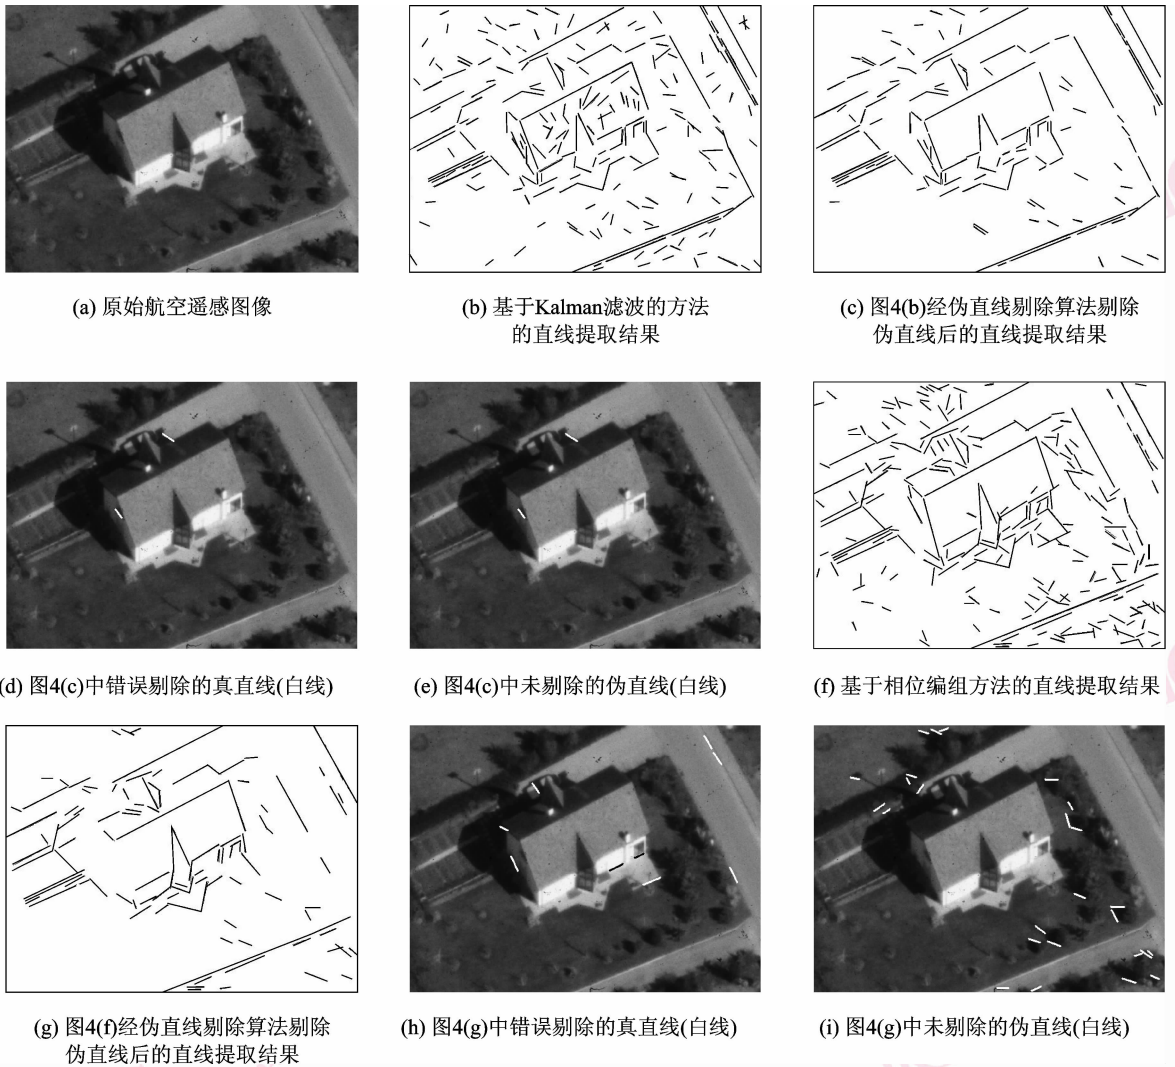 (a) 原始航空遥感图像
(b) 基于Kalman滤波的方法
的直线提取结果
(c) 图4(b)经伪直线剔除算法剔除
伪直线后的直线提取结果
(d) 图4(c)中错误剔除的真直线(白线)
(e) 图4(c)中未剔除的伪直线(白线)
(f) 基于相位编组方法的直线提取结果
(g) 图4(f)经伪直线剔除算法剔除
伪直线后的直线提取结果
(h) 图4(g)中错误剔除的真直线(白线)
(i) 图4(g)中未剔除的伪直线(白线)